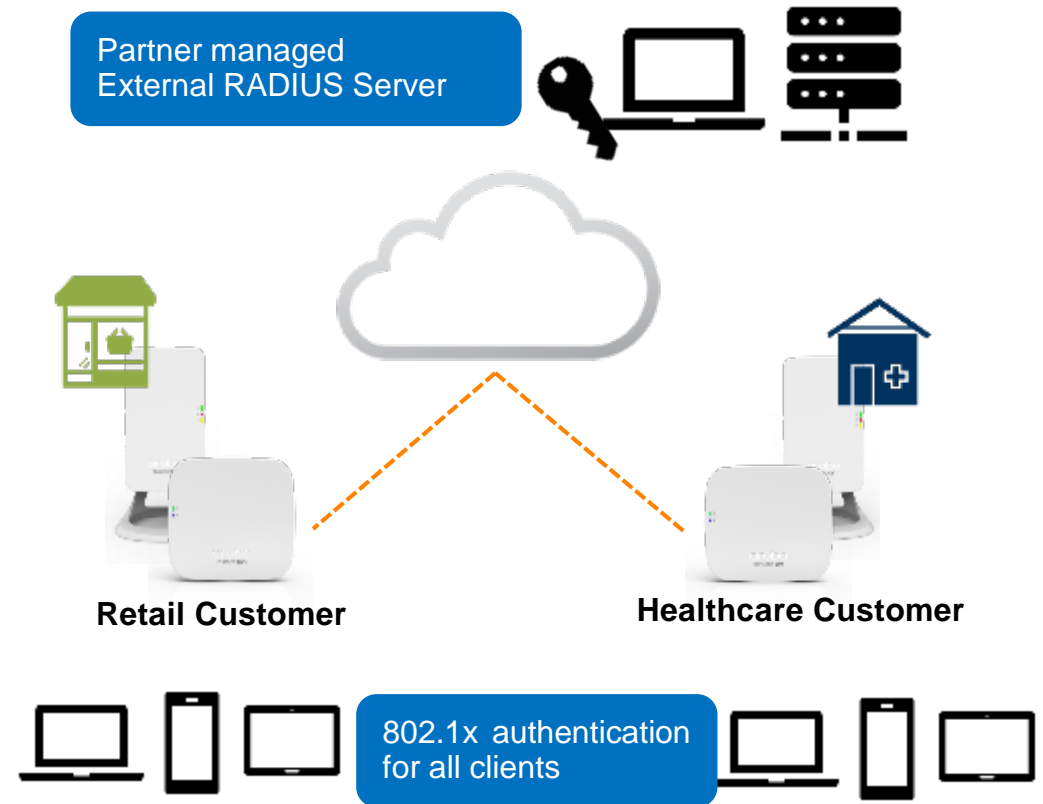 Partner managed
External RADIUS Server
Retail Customer
Healthcare Customer
802.1x authentication
for all clients